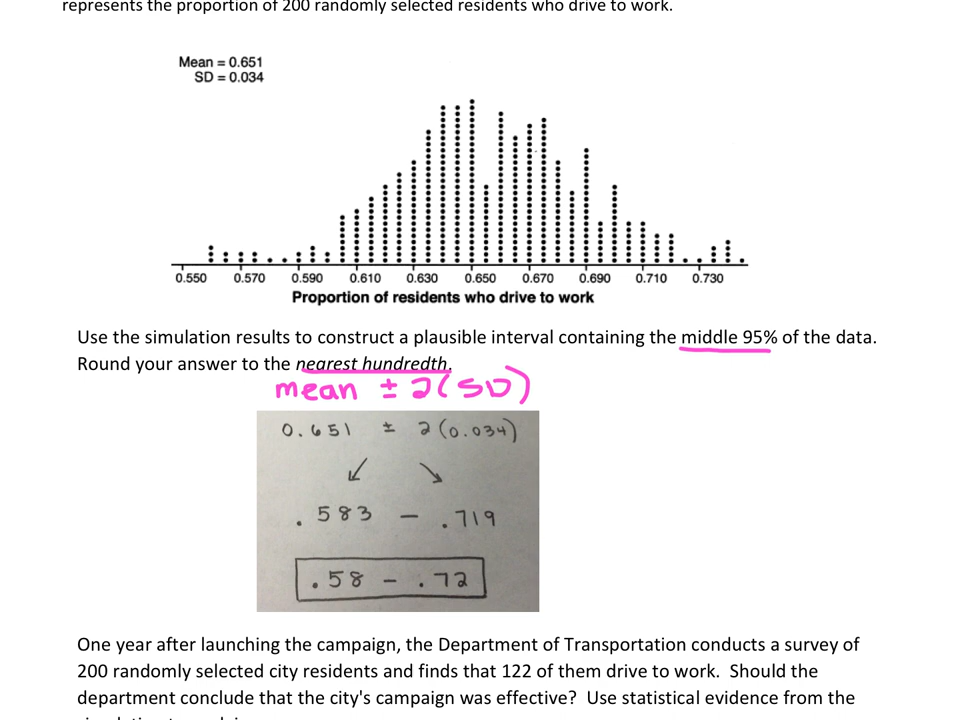 represents the proportion of 200 randomly selected residents who drive to work.
Mean = 0.651
SD = 0.034
0.550 0.570 0.590 0.610 0.630 0.650 0.670 0.690 0.710 0.730
Proportion of residents who drive to work
Use the simulation results to construct a plausible interval containing the middle 95% of the data.
Round your answer to the nearest hundredth.
mean ± 2(SD)
0.651 ± 2(0.034)
.583 - .719
.58 - .72
One year after launching the campaign, the Department of Transportation conducts a survey of
200 randomly selected city residents and finds that 122 of them drive to work. Should the
department conclude that the city's campaign was effective? Use statistical evidence from the